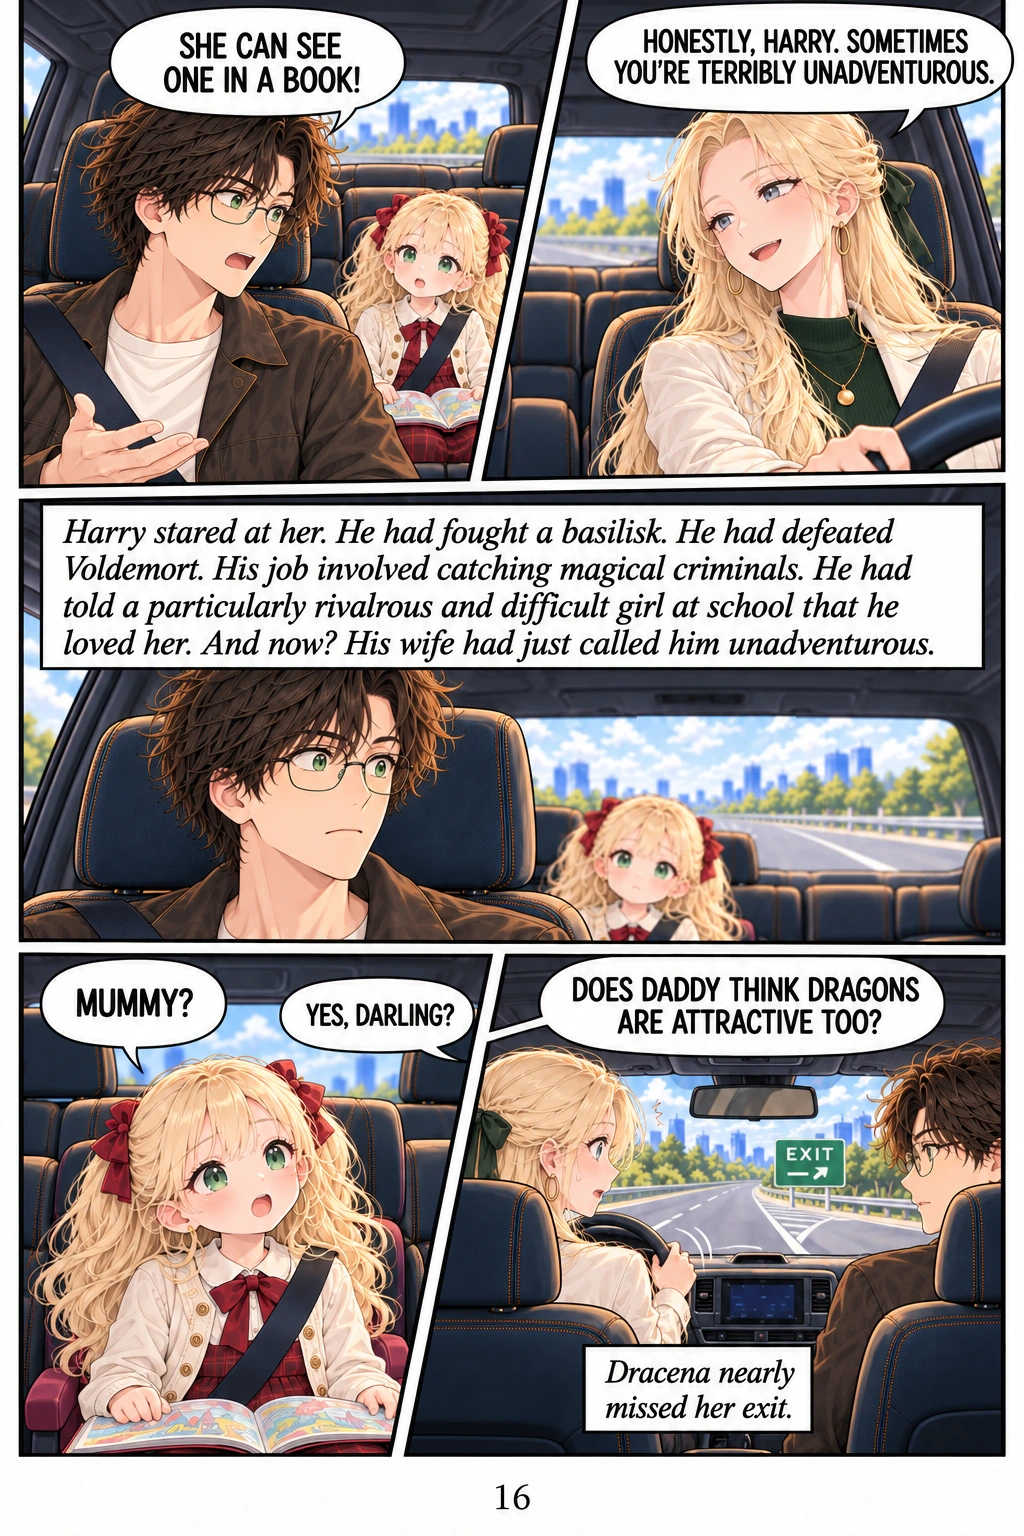 SHE CAN SEE
ONE IN A BOOK!
HONESTLY, HARRY. SOMETIMES
YOU'RE TERRIBLY UNADVENTUROUS.
Harry stared at her. He had fought a basilisk. He had defeated
Voldemort. His job involved catching magical criminals. He had
told a particularly rivalrous and difficult girl at school that he
loved her. And now? His wife had just called him unadventurous.
MUMMY?
YES, DARLING?
DOES DADDY THINK DRAGONS
ARE ATTRACTIVE TOO?
EXIT
Dracena nearly
missed her exit.
16